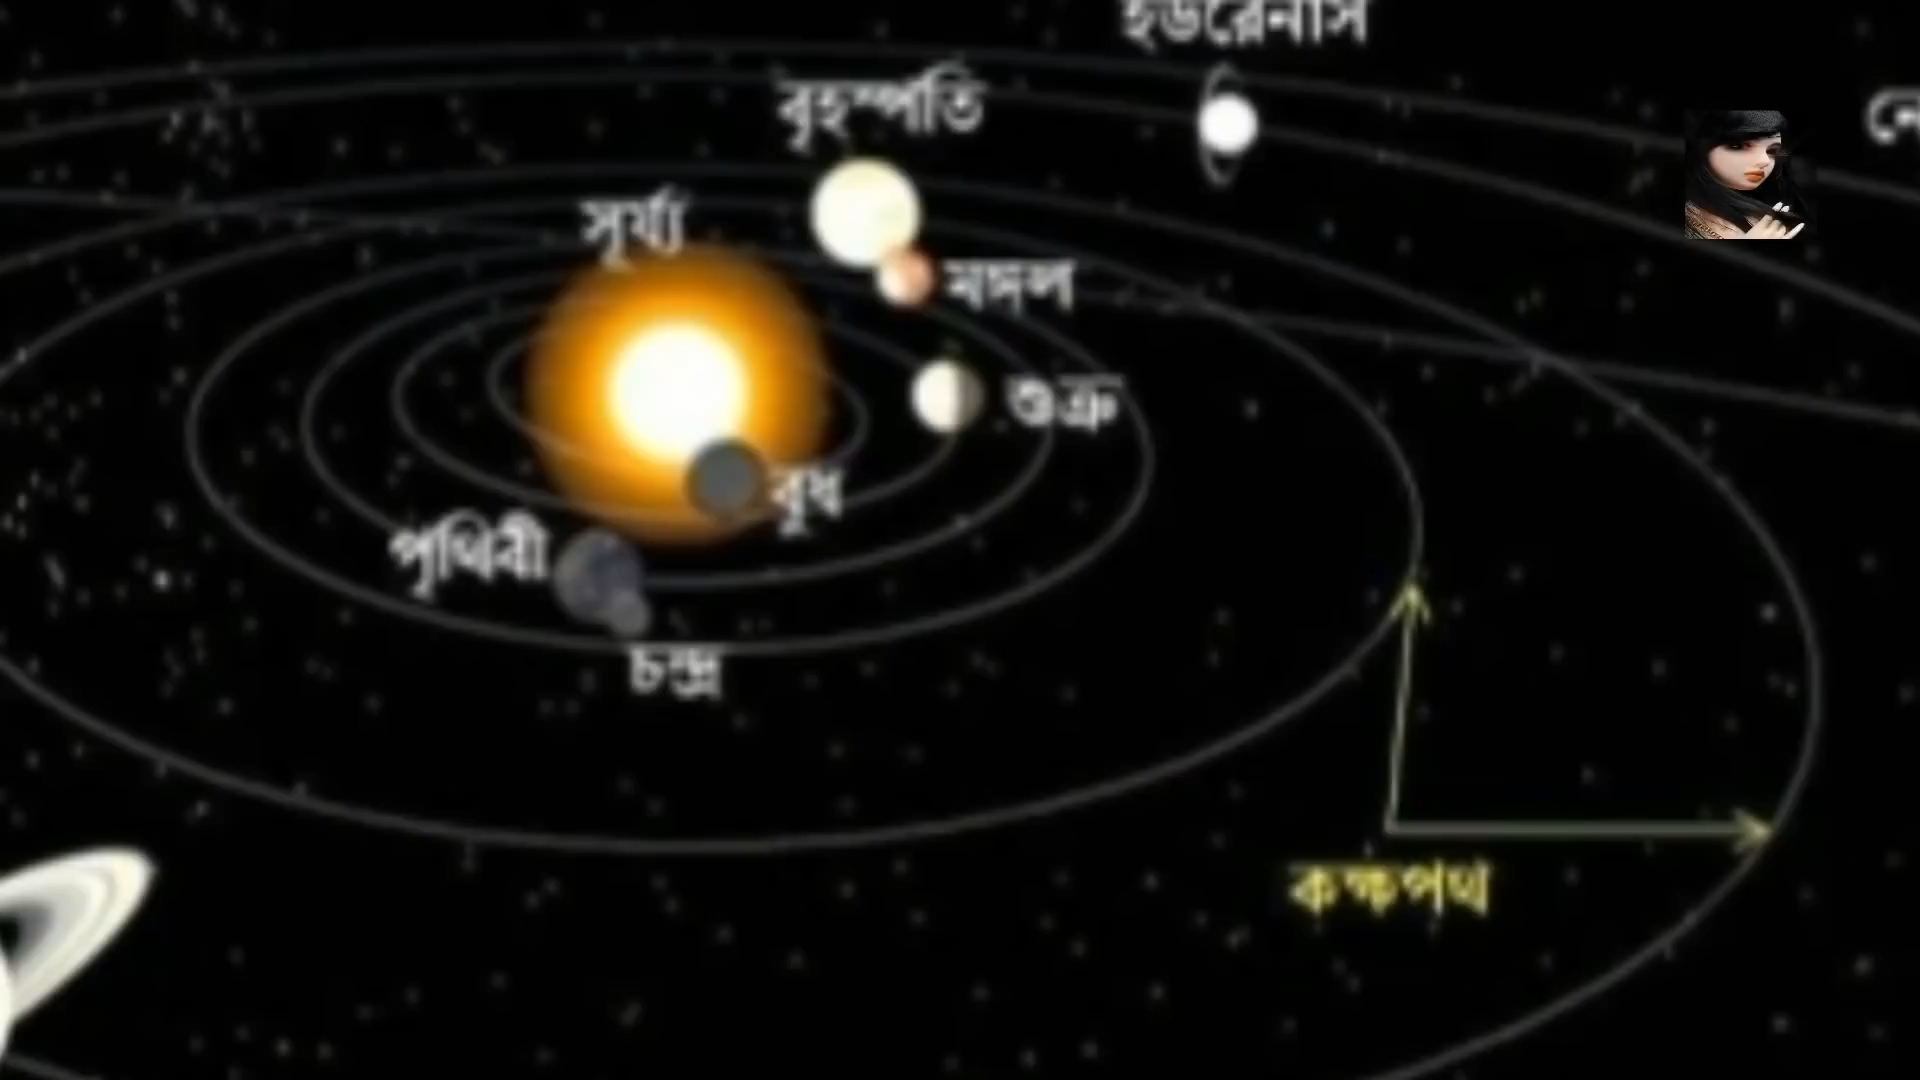 ইউরেনাস
বৃহস্পতি
সূর্য্য
মঙ্গল
শুক্র
বুধ
পৃথিবী
চন্দ্র
কক্ষপথ